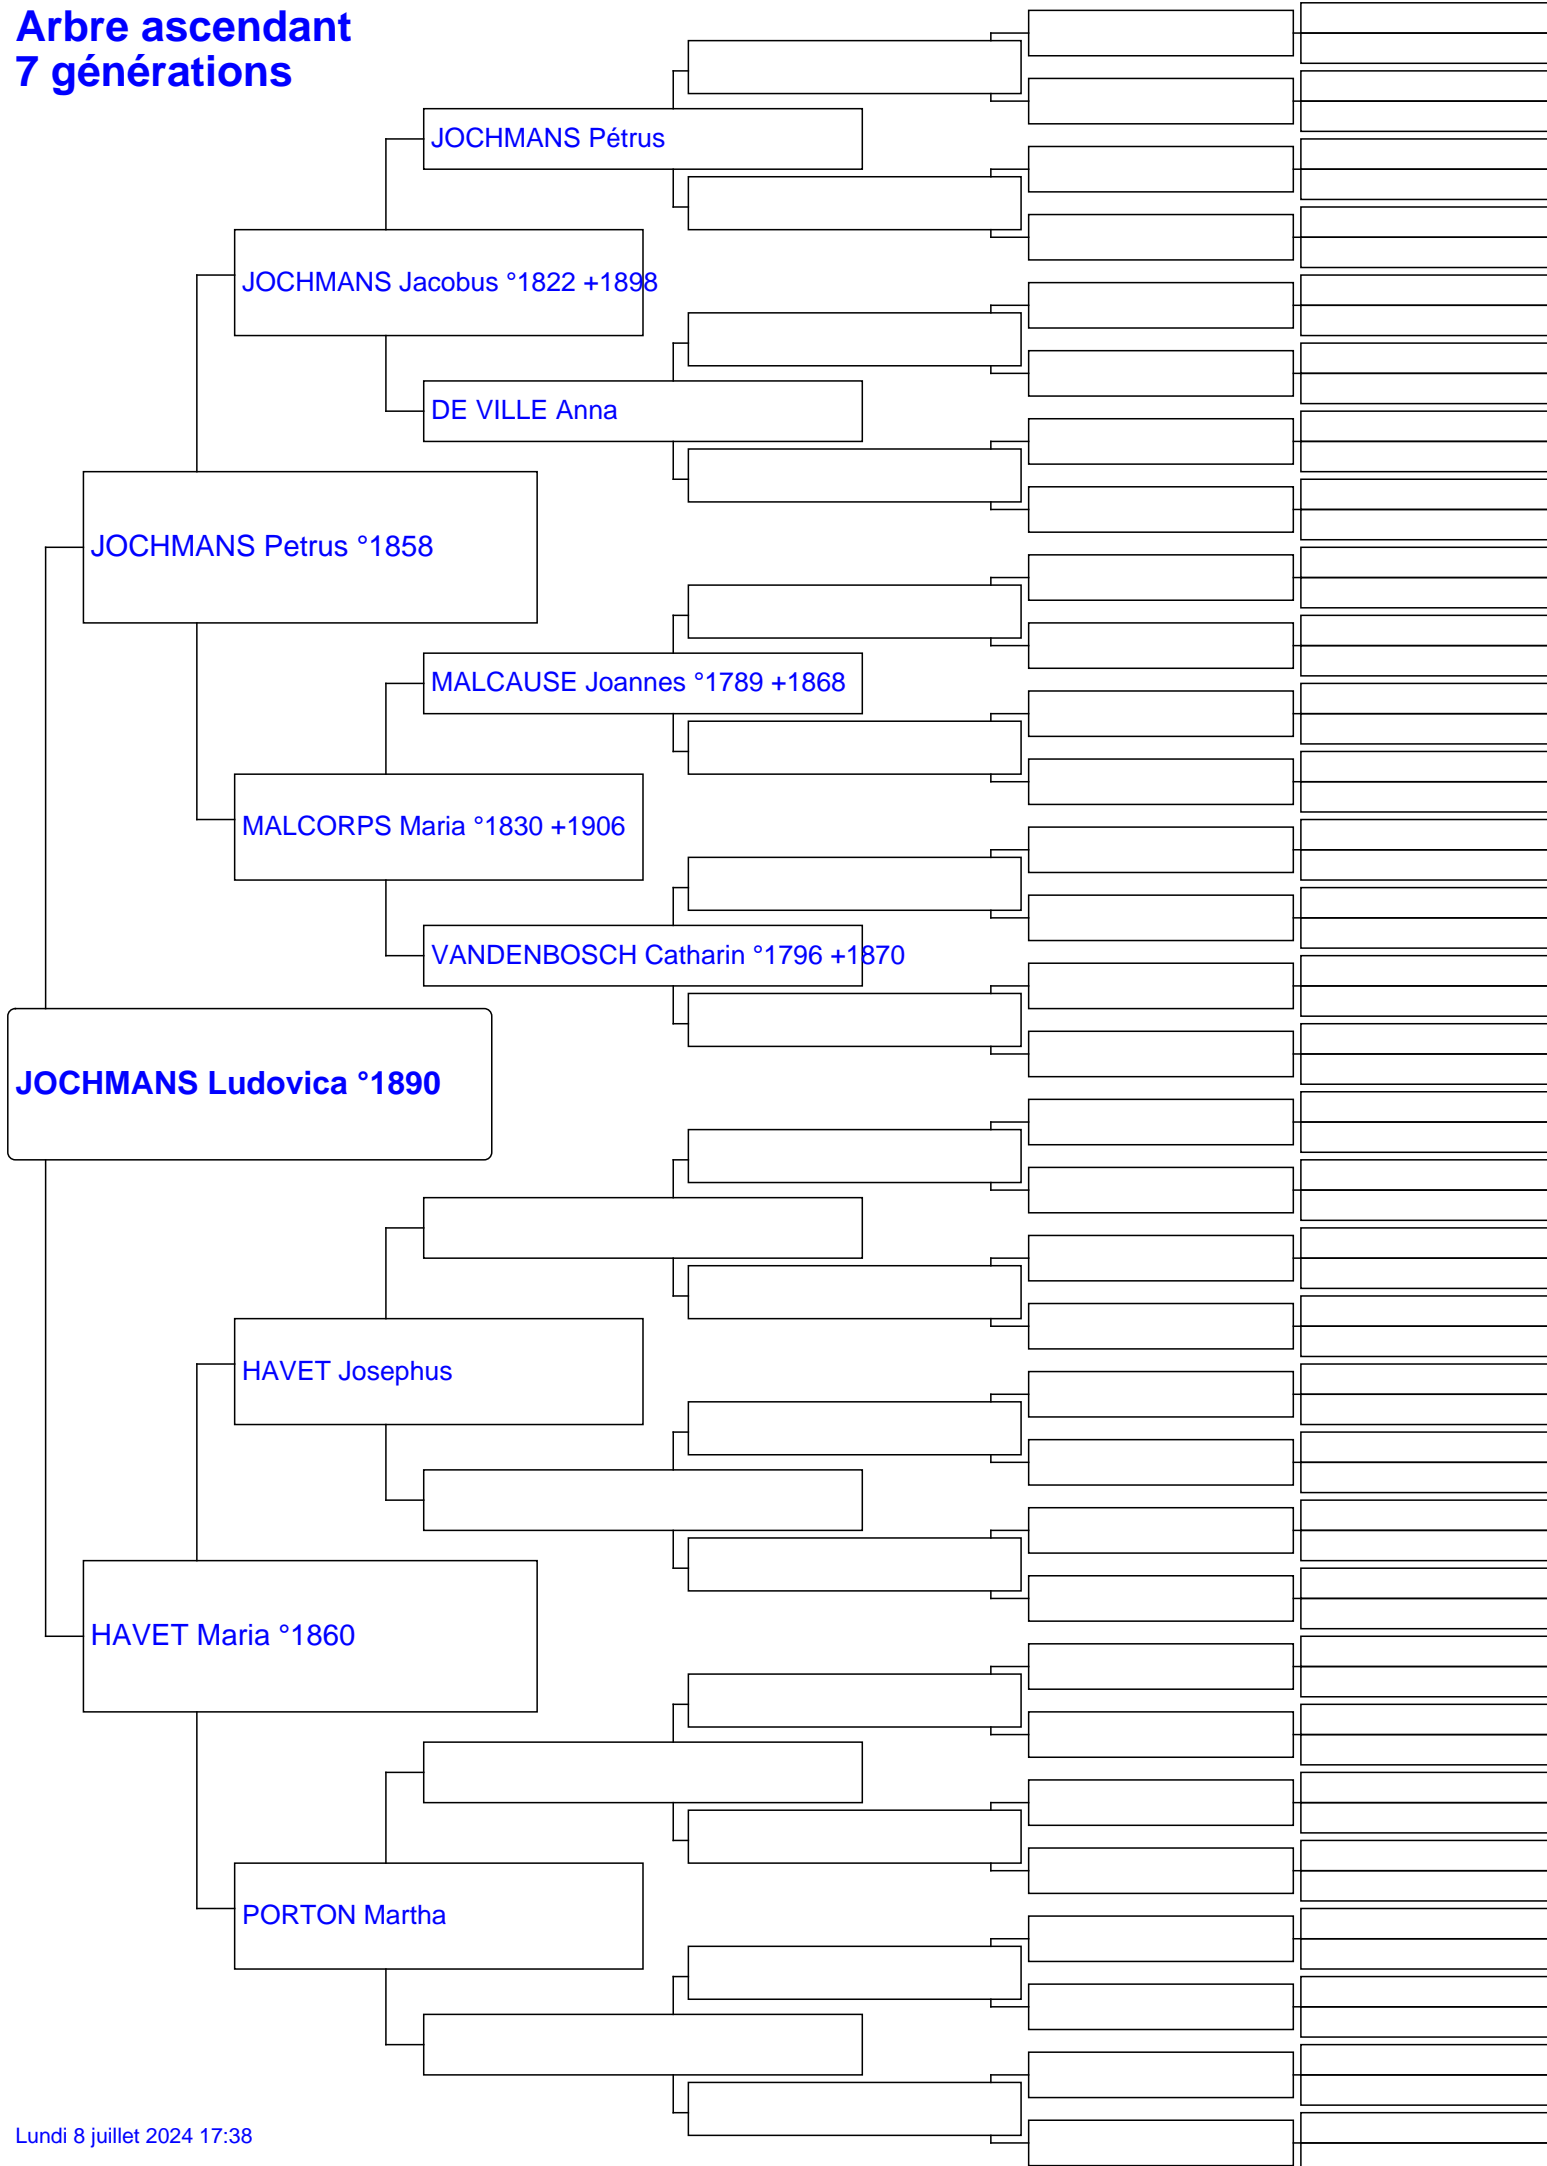 Arbre ascendant
7 générations
JOCHMANS Pétrus
JOCHMANS Jacobus °1822 +1898
DE VILLE Anna
JOCHMANS Petrus °1858
MALCAUSE Joannes °1789 +1868
MALCORPS Maria °1830 +1906
VANDENBOSCH Catharin °1796 +1870
JOCHMANS Ludovica °1890
HAVET Josephus
HAVET Maria °1860
PORTON Martha
Lundi 8 juillet 2024 17:38